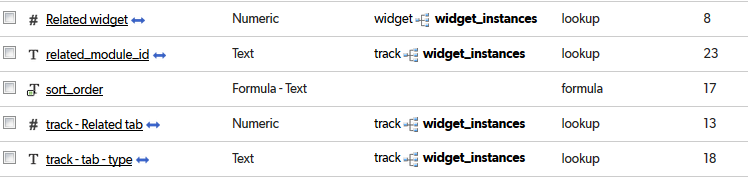 # Related widget Numeric widget widget_instances lookup 8
T related_module_id Text track widget_instances lookup 23
T sort_order Formula - Text formula 17
# track - Related tab Numeric track widget_instances lookup 13
T track - tab - type Text track widget_instances lookup 18